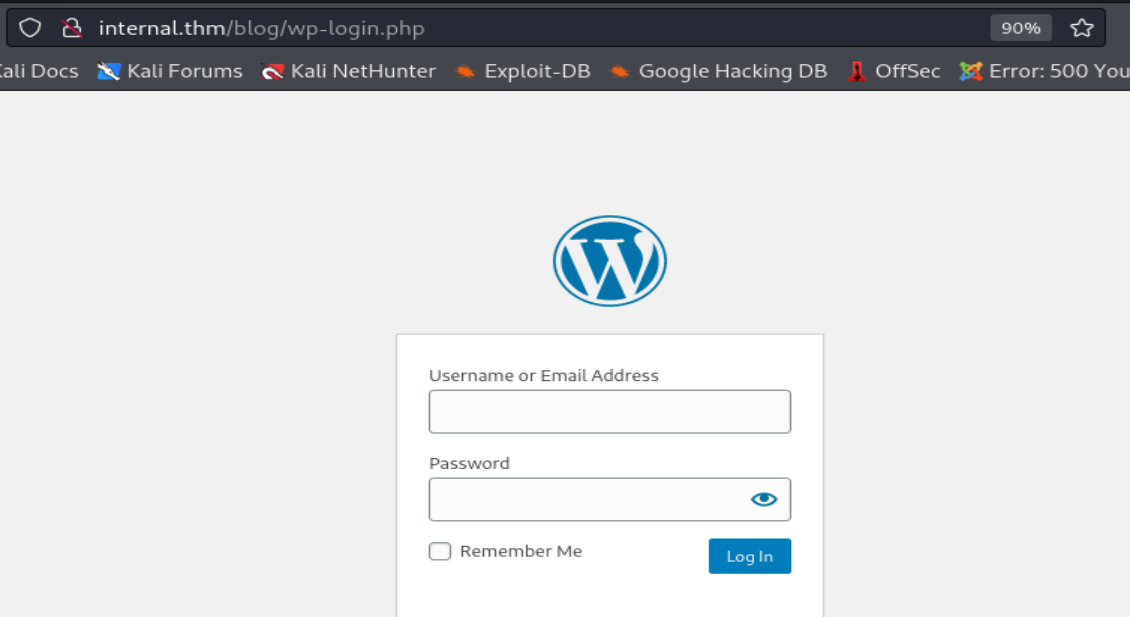 internal.thm/blog/wp-login.php 90%
Kali Docs Kali Forums Kali NetHunter Exploit-DB Google Hacking DB OffSec Error: 500 You
W
Username or Email Address
Password
Remember Me
Log In